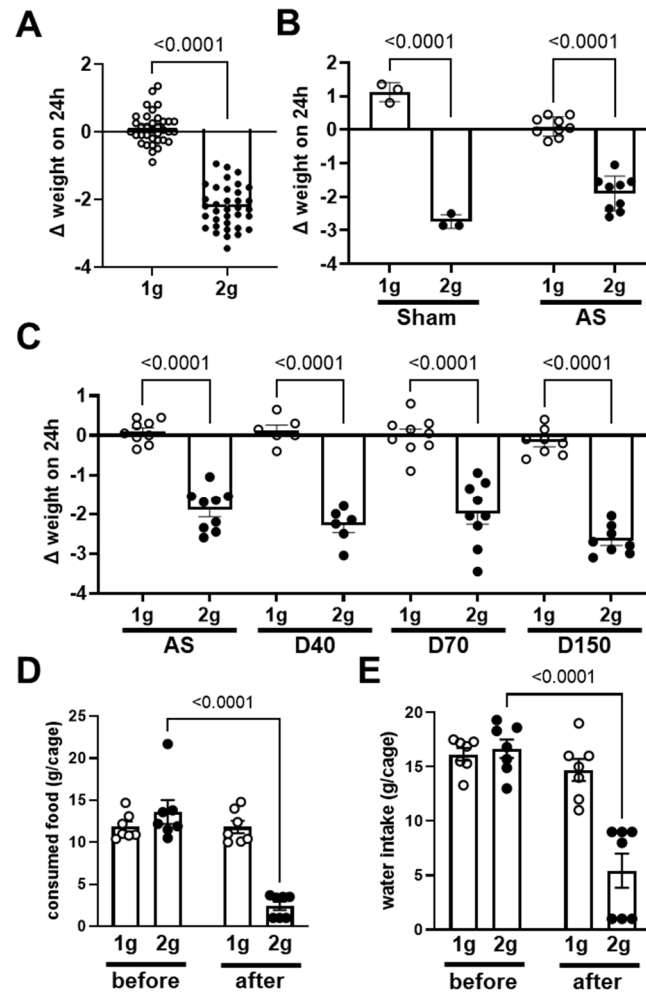 A
<0.0001
Δ weight on 24h
2
0
-2
-4
1g 2g
B
<0.0001 <0.0001
Δ weight on 24h
2
1
0
-1
-2
-3
-4
1g 2g 1g 2g
Sham AS
C
<0.0001 <0.0001 <0.0001 <0.0001
Δ weight on 24h
1
0
-1
-2
-3
-4
1g 2g 1g 2g 1g 2g 1g 2g
AS D40 D70 D150
D
<0.0001
consumed food (g/cage)
25
20
15
10
5
0
1g 2g 1g 2g
before after
E
<0.0001
water intake (g/cage)
20
15
10
5
0
1g 2g 1g 2g
before after